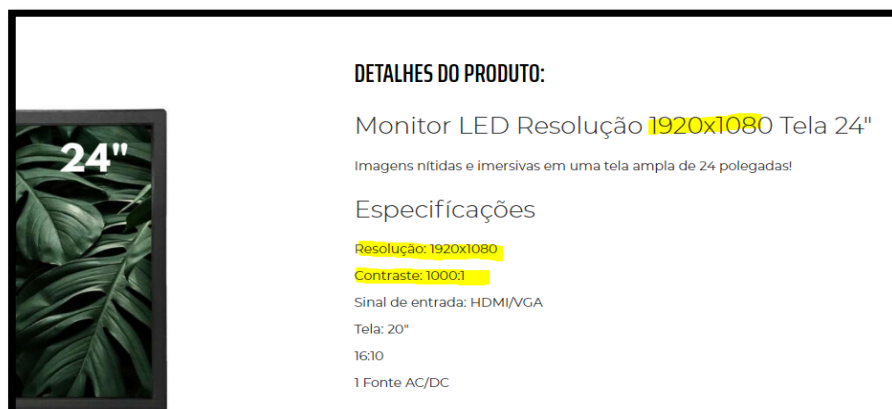 24"
DETALHES DO PRODUTO:
Monitor LED Resolução 1920x1080 Tela 24"
Imagens nítidas e imersivas em uma tela ampla de 24 polegadas!
Especifícações
Resolução: 1920x1080
Contraste: 1000:1
Sinal de entrada: HDMI/VGA
Tela: 20"
16:10
1 Fonte AC/DC